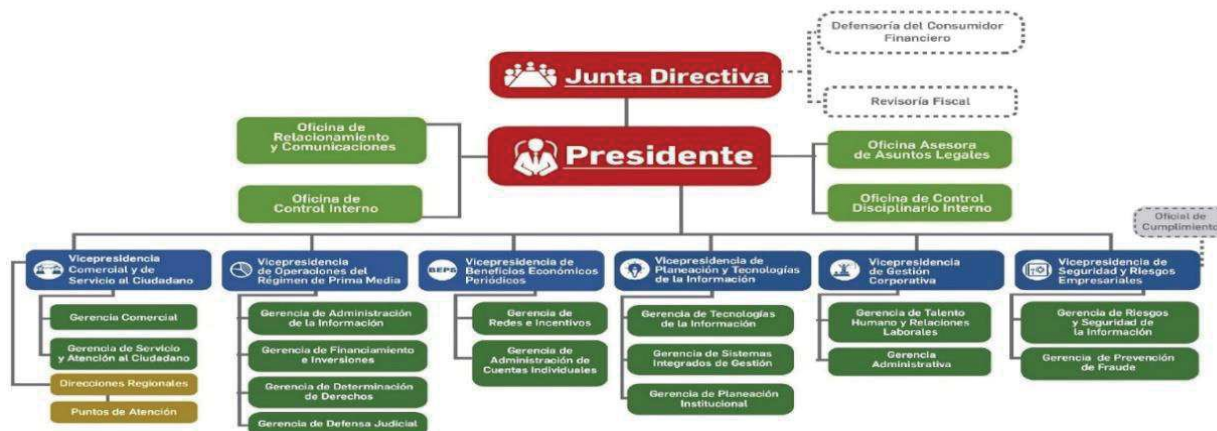 Defensoría del Consumidor
Financiero
Junta Directiva
Revisoría Fiscal
Oficina de
Relacionamiento
y Comunicaciones
Presidente
Oficina Asesora
de Asuntos Legales
Oficina de
Control Interno
Oficina de Control
Disciplinario Interno
Oficial de
Cumplimiento
Vicepresidencia
Comercial y de
Servicio al Ciudadano
Vicepresidencia
de Operaciones del
Régimen de Prima Media
BEPS
Vicepresidencia de
Beneficios Económicos
Periódicos
Vicepresidencia de
Planeación y Tecnologías
de la Información
Vicepresidencia
de Gestión
Corporativa
Vicepresidencia de
Seguridad y Riesgos
Empresariales
Gerencia Comercial
Gerencia de Servicio
y Atención al Ciudadano
Direcciones Regionales
Puntos de Atención
Gerencia de Administración
de la Información
Gerencia de Financiamiento
e Inversiones
Gerencia de Determinación
de Derechos
Gerencia de Defensa Judicial
Gerencia de
Redes e Incentivos
Gerencia de
Administración de
Cuentas Individuales
Gerencia de Tecnologías
de la Información
Gerencia de Sistemas
Integrados de Gestión
Gerencia de Planeación
Institucional
Gerencia de Talento
Humano y Relaciones
Laborales
Gerencia
Administrativa
Gerencia de Riesgos
y Seguridad de
la Información
Gerencia de Prevención
de Fraude